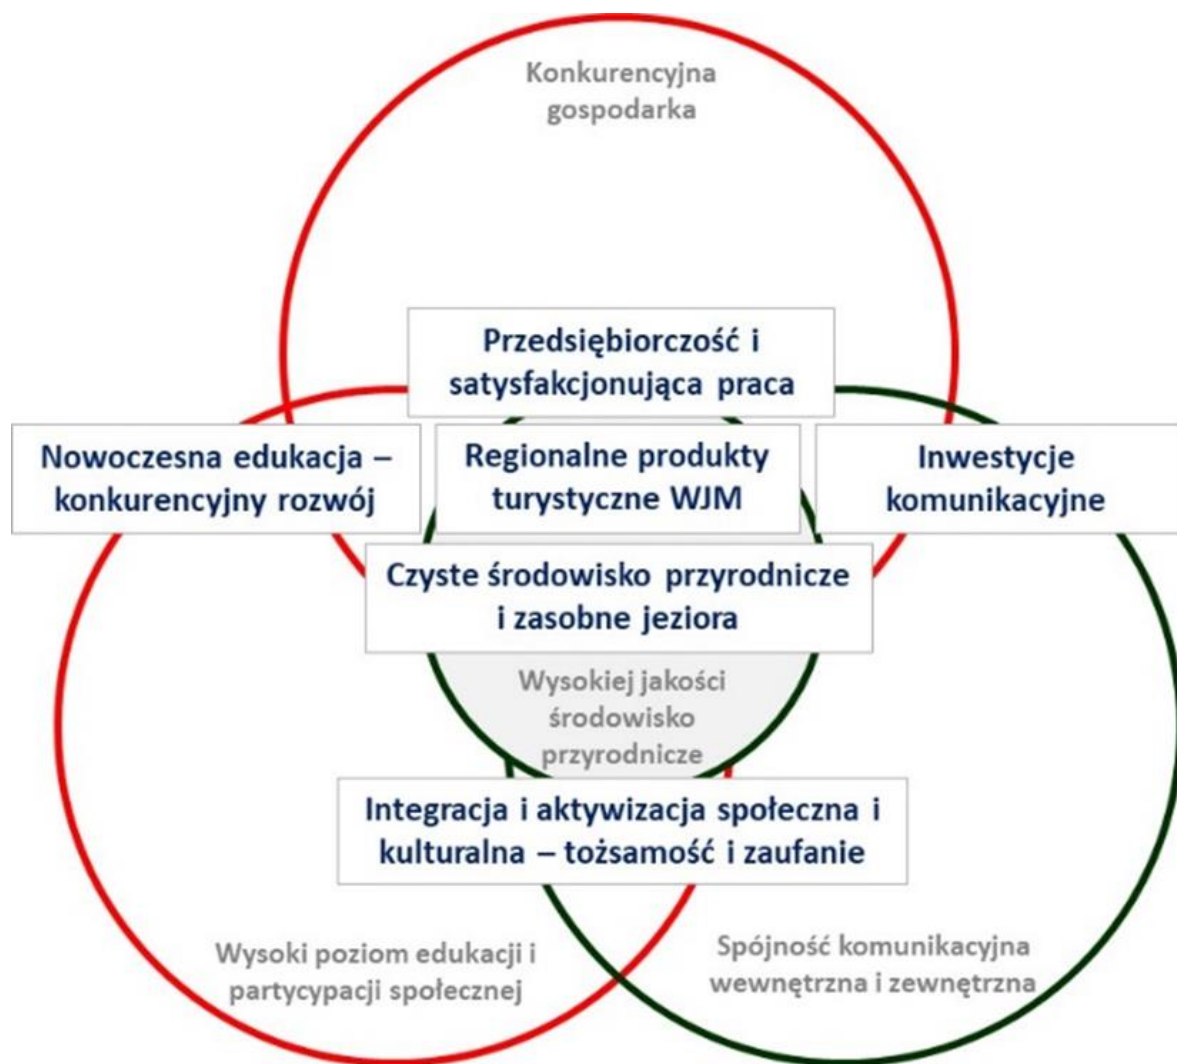 Konkurencyjna
gospodarka
Przedsiębiorczość i
satysfakcjonująca praca
Nowoczesna edukacja –
konkurencyjny rozwój
Regionalne produkty
turystyczne WJM
Inwestycje
komunikacyjne
Czyste środowisko przyrodnicze
i zasobne jeziora
Wysokiej jakości
środowisko
przyrodnicze
Integracja i aktywizacja społeczna i
kulturalna – tożsamość i zaufanie
Wysoki poziom edukacji i
partycypacji społecznej
Spójność komunikacyjna
wewnętrzna i zewnętrzna